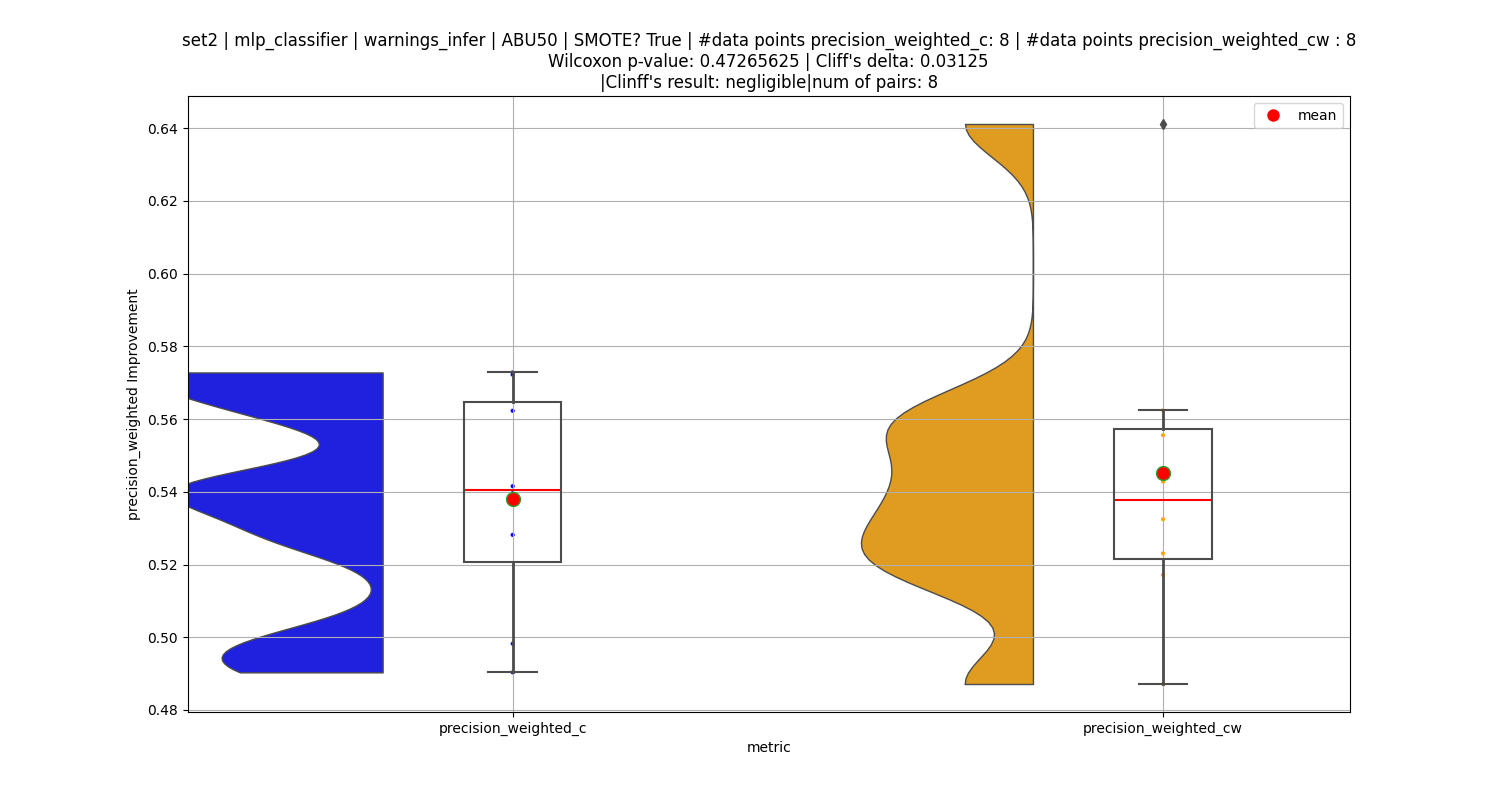 set2 | mlp_classifier | warnings_infer | ABU50 | SMOTE? True | #data points precision_weighted_c: 8 | #data points precision_weighted_cw : 8
Wilcoxon p-value: 0.47265625 | Cliff's delta: 0.03125
|Clinff's result: negligible|num of pairs: 8
mean
0.64
0.62
0.60
0.58
0.56
0.54
0.52
0.50
0.48
precision_weighted Improvement
precision_weighted_c
precision_weighted_cw
metric